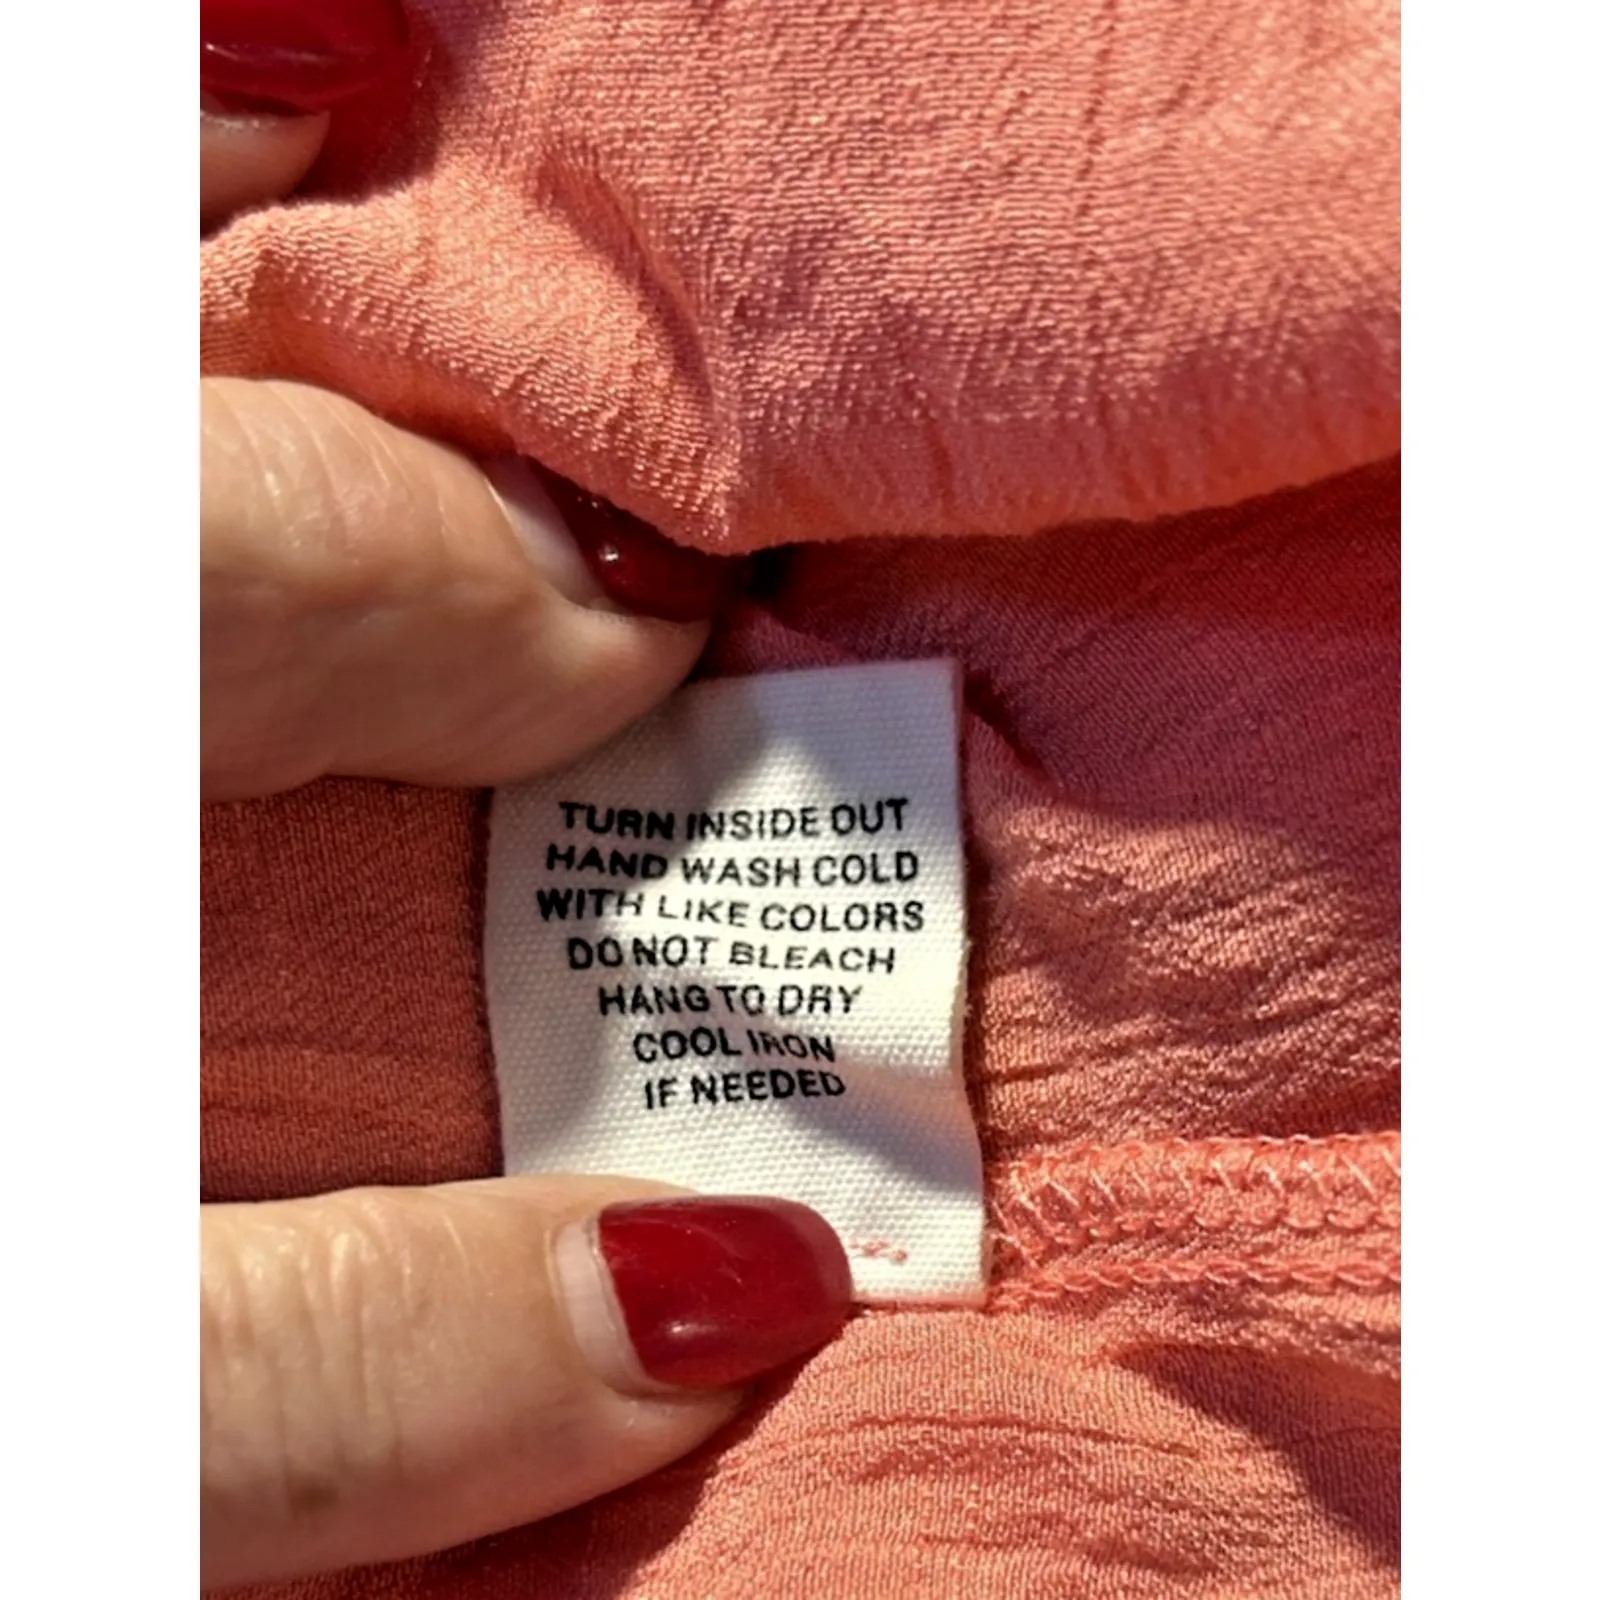 TURN INSIDE OUT
HAND WASH COLD
WITH LIKE COLORS
DO NOT BLEACH
HANG TO DRY
COOL IRON
IF NEEDED